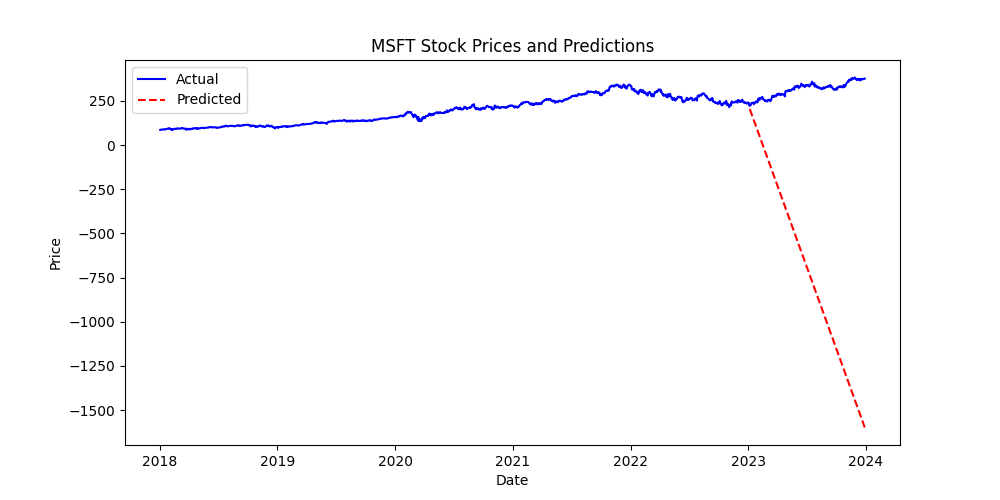 MSFT Stock Prices and Predictions
Actual
Predicted
250
0
−250
−500
−750
−1000
−1250
−1500
Price
2018 2019 2020 2021 2022 2023 2024
Date